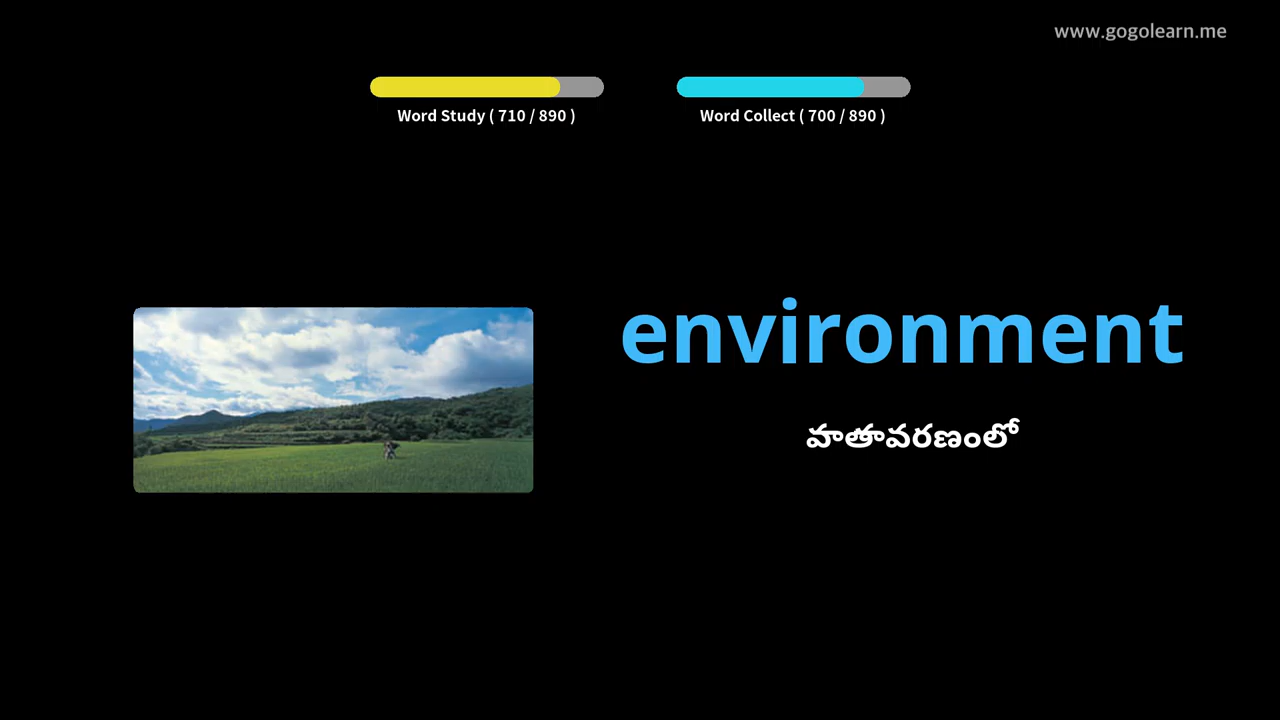 www.gogolearn.me
Word Study ( 710 / 890 )
Word Collect ( 700 / 890 )
environment
వాతావరణంలో